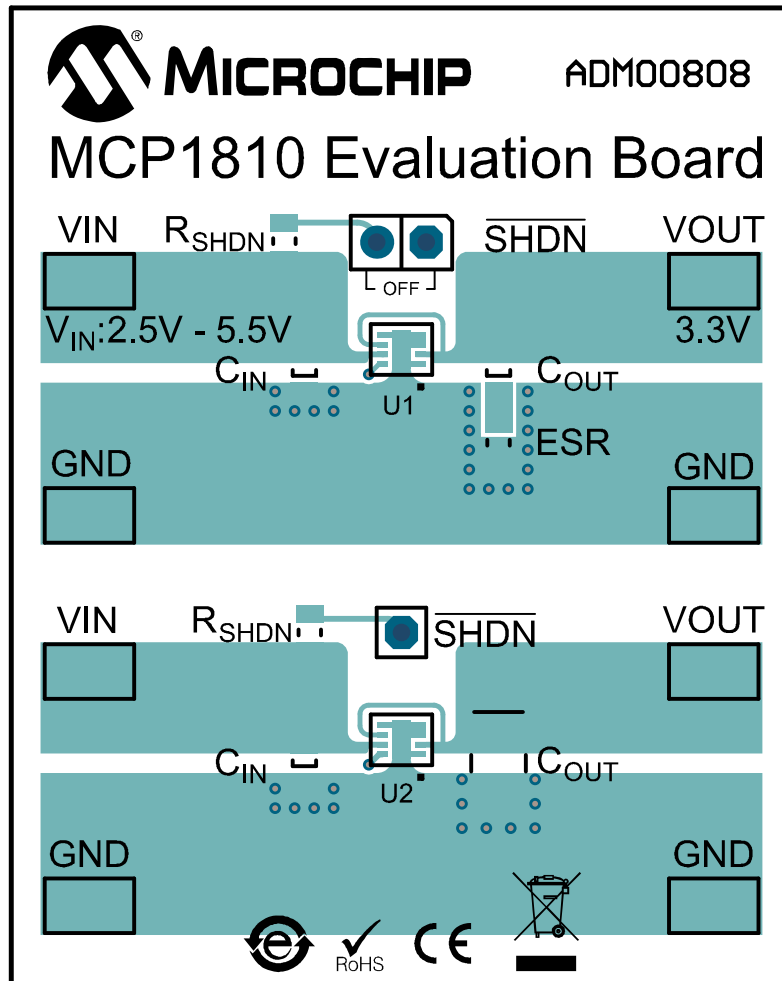 MICROCHIP ® ADM00808
MCP1810 Evaluation Board
VIN RSHDN SHDN VOUT
OFF
VIN:2.5V - 5.5V 3.3V
CIN COUT
U1
ESR
GND GND
VIN RSHDN SHDN VOUT
CIN COUT
U2
GND GND
e
RoHS CE